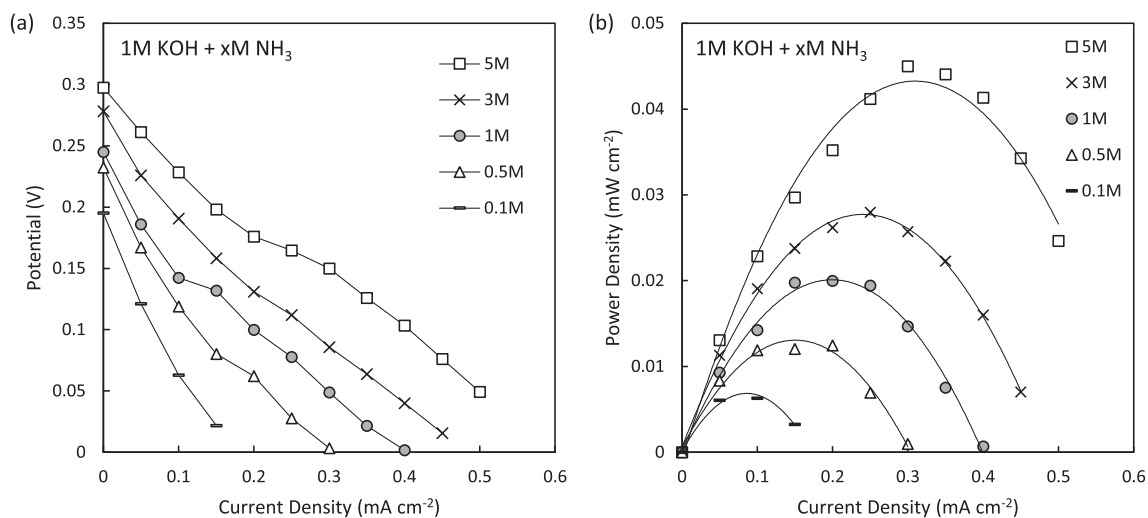 (a)
1M KOH + xM NH3
5M
3M
1M
0.5M
0.1M
0.35
0.3
0.25
0.2
0.15
0.1
0.05
0
Potential (V)
0 0.1 0.2 0.3 0.4 0.5 0.6
Current Density (mA cm-2)
(b)
1M KOH + xM NH3
5M
3M
1M
0.5M
0.1M
0.05
0.04
0.03
0.02
0.01
0
Power Density (mW cm-2)
0.0 0.1 0.2 0.3 0.4 0.5 0.6
Current Density (mA cm-2)